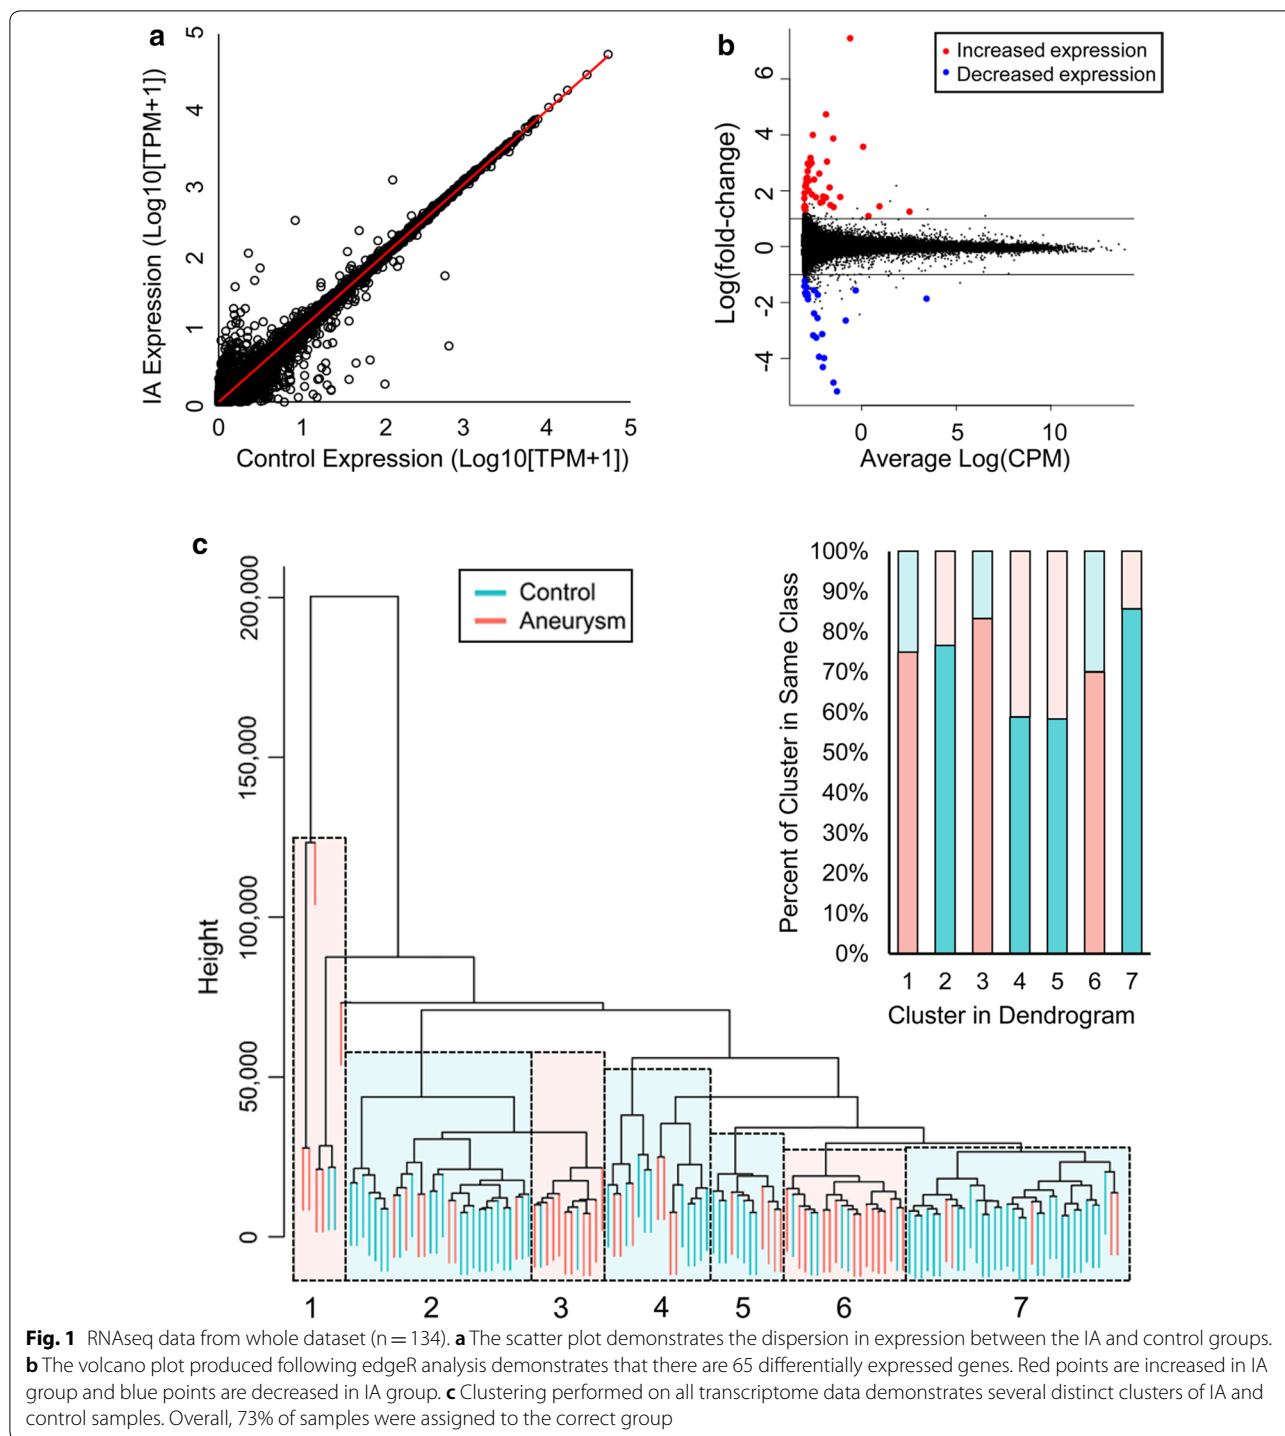 a
5
4
3
2
1
0
IA Expression (Log10[TPM+1])
0 1 2 3 4 5
Control Expression (Log10[TPM+1])
b
Increased expression
Decreased expression
6
4
2
0
-2
-4
Log(fold-change)
0 5 10
Average Log(CPM)
c
Control
Aneurysm
200,000
150,000
100,000
50,000
0
Height
1 2 3 4 5 6 7
100%
90%
80%
70%
60%
50%
40%
30%
20%
10%
0%
Percent of Cluster in Same Class
1 2 3 4 5 6 7
Cluster in Dendrogram
Fig. 1 RNAseq data from whole dataset (n = 134). a The scatter plot demonstrates the dispersion in expression between the IA and control groups.
b The volcano plot produced following edgeR analysis demonstrates that there are 65 differentially expressed genes. Red points are increased in IA
group and blue points are decreased in IA group. c Clustering performed on all transcriptome data demonstrates several distinct clusters of IA and
control samples. Overall, 73% of samples were assigned to the correct group